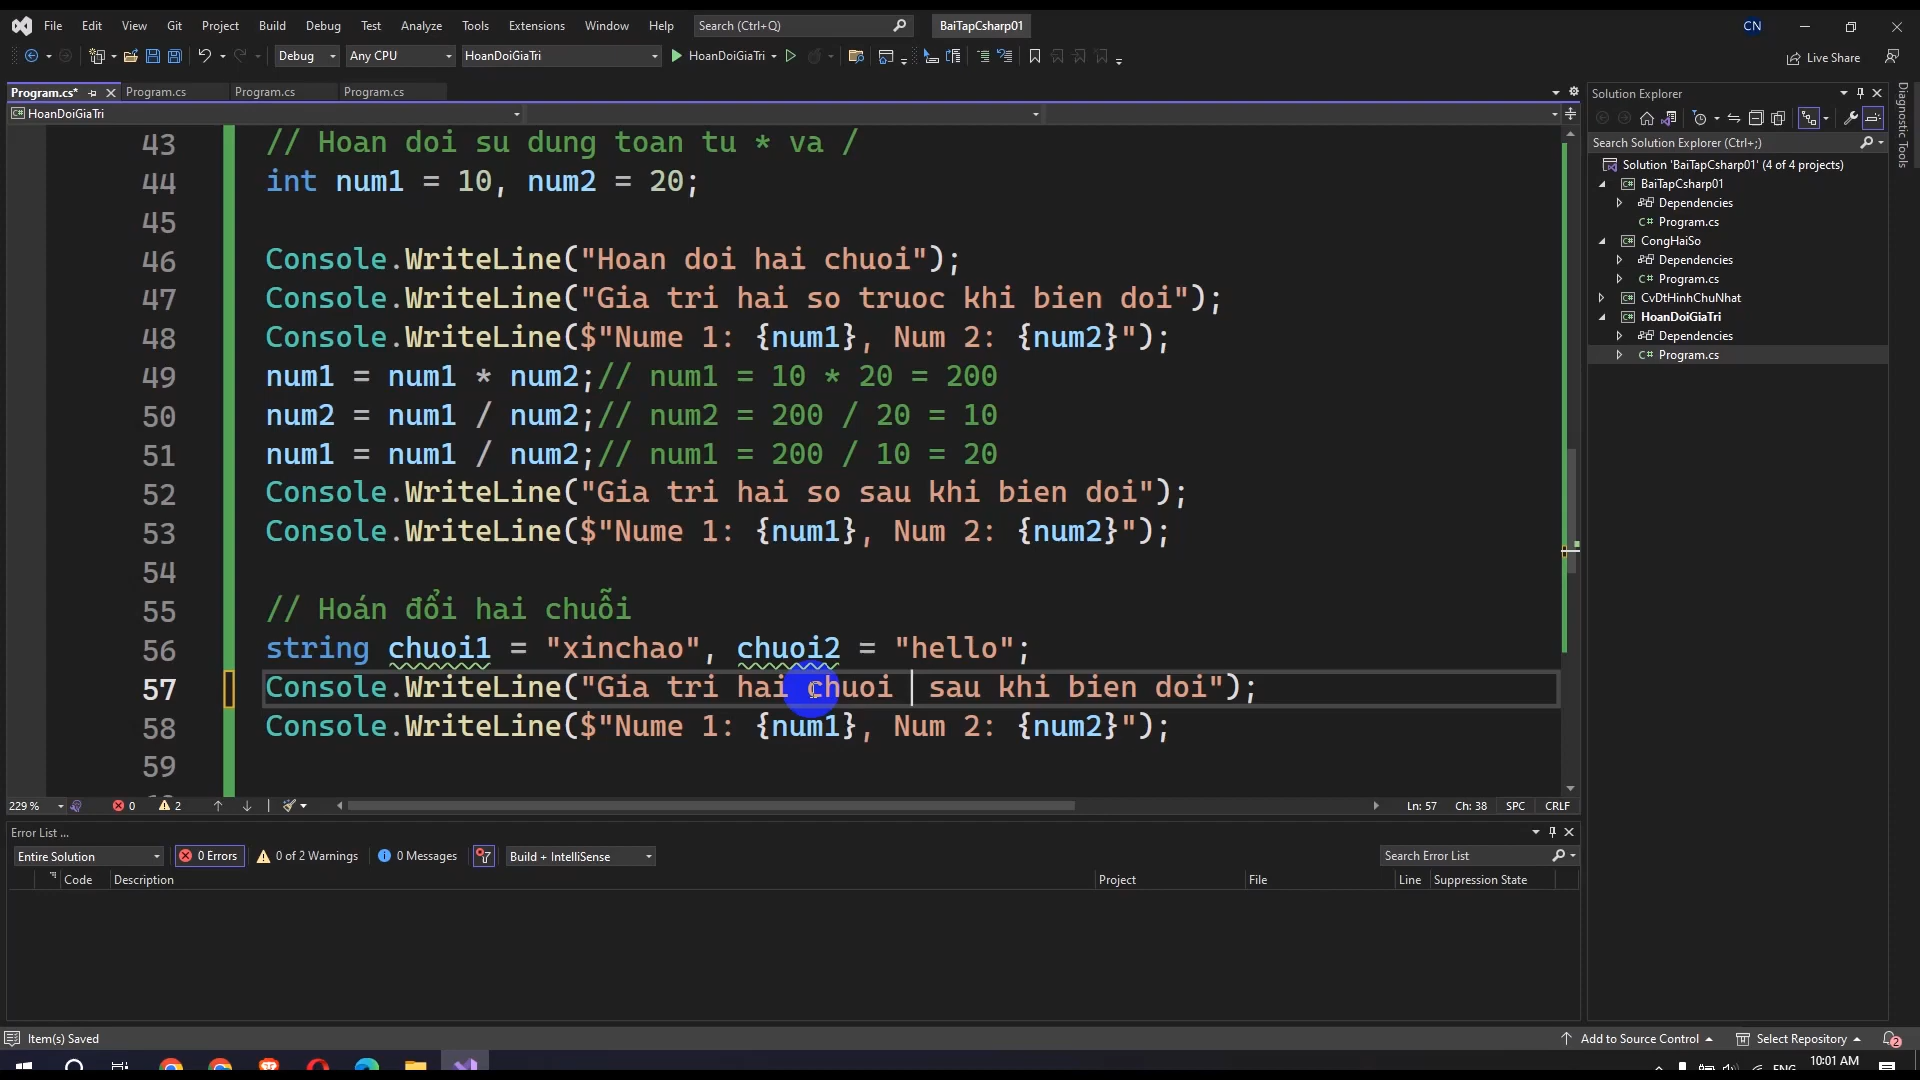 File Edit View Git Project Build Debug Test Analyze Tools Extensions Window Help Search (Ctrl+Q) BaiTapCsharp01 CN
Debug Any CPU HoanDoiGiaTri HoanDoiGiaTri Live Share
Program.cs* Program.cs Program.cs Program.cs
HoanDoiGiaTri
43 // Hoan doi su dung toan tu * va /
44 int num1 = 10, num2 = 20;
45
46 Console.WriteLine("Hoan doi hai chuoi");
47 Console.WriteLine("Gia tri hai so truoc khi bien doi");
48 Console.WriteLine($"Nume 1: {num1}, Num 2: {num2}");
49 num1 = num1 * num2;// num1 = 10 * 20 = 200
50 num2 = num1 / num2;// num2 = 200 / 20 = 10
51 num1 = num1 / num2;// num1 = 200 / 10 = 20
52 Console.WriteLine("Gia tri hai so sau khi bien doi");
53 Console.WriteLine($"Nume 1: {num1}, Num 2: {num2}");
54
55 // Hoán đổi hai chuỗi
56 string chuoi1 = "xinchao", chuoi2 = "hello";
57 Console.WriteLine("Gia tri hai chuoi  sau khi bien doi");
58 Console.WriteLine($"Nume 1: {num1}, Num 2: {num2}");
59
229 % 0 2 Ln: 57 Ch: 38 SPC CRLF
Error List ...
Entire Solution 0 Errors 0 of 2 Warnings 0 Messages Build + IntelliSense Search Error List
Code Description Project File Line Suppression State
Solution Explorer
Search Solution Explorer (Ctrl+;)
Solution 'BaiTapCsharp01' (4 of 4 projects)
BaiTapCsharp01
Dependencies
C# Program.cs
CongHaiSo
Dependencies
C# Program.cs
CvDtHinhChuNhat
HoanDoiGiaTri
Dependencies
C# Program.cs
Diagnostic Tools
Item(s) Saved Add to Source Control Select Repository 2
ENG 10:01 AM